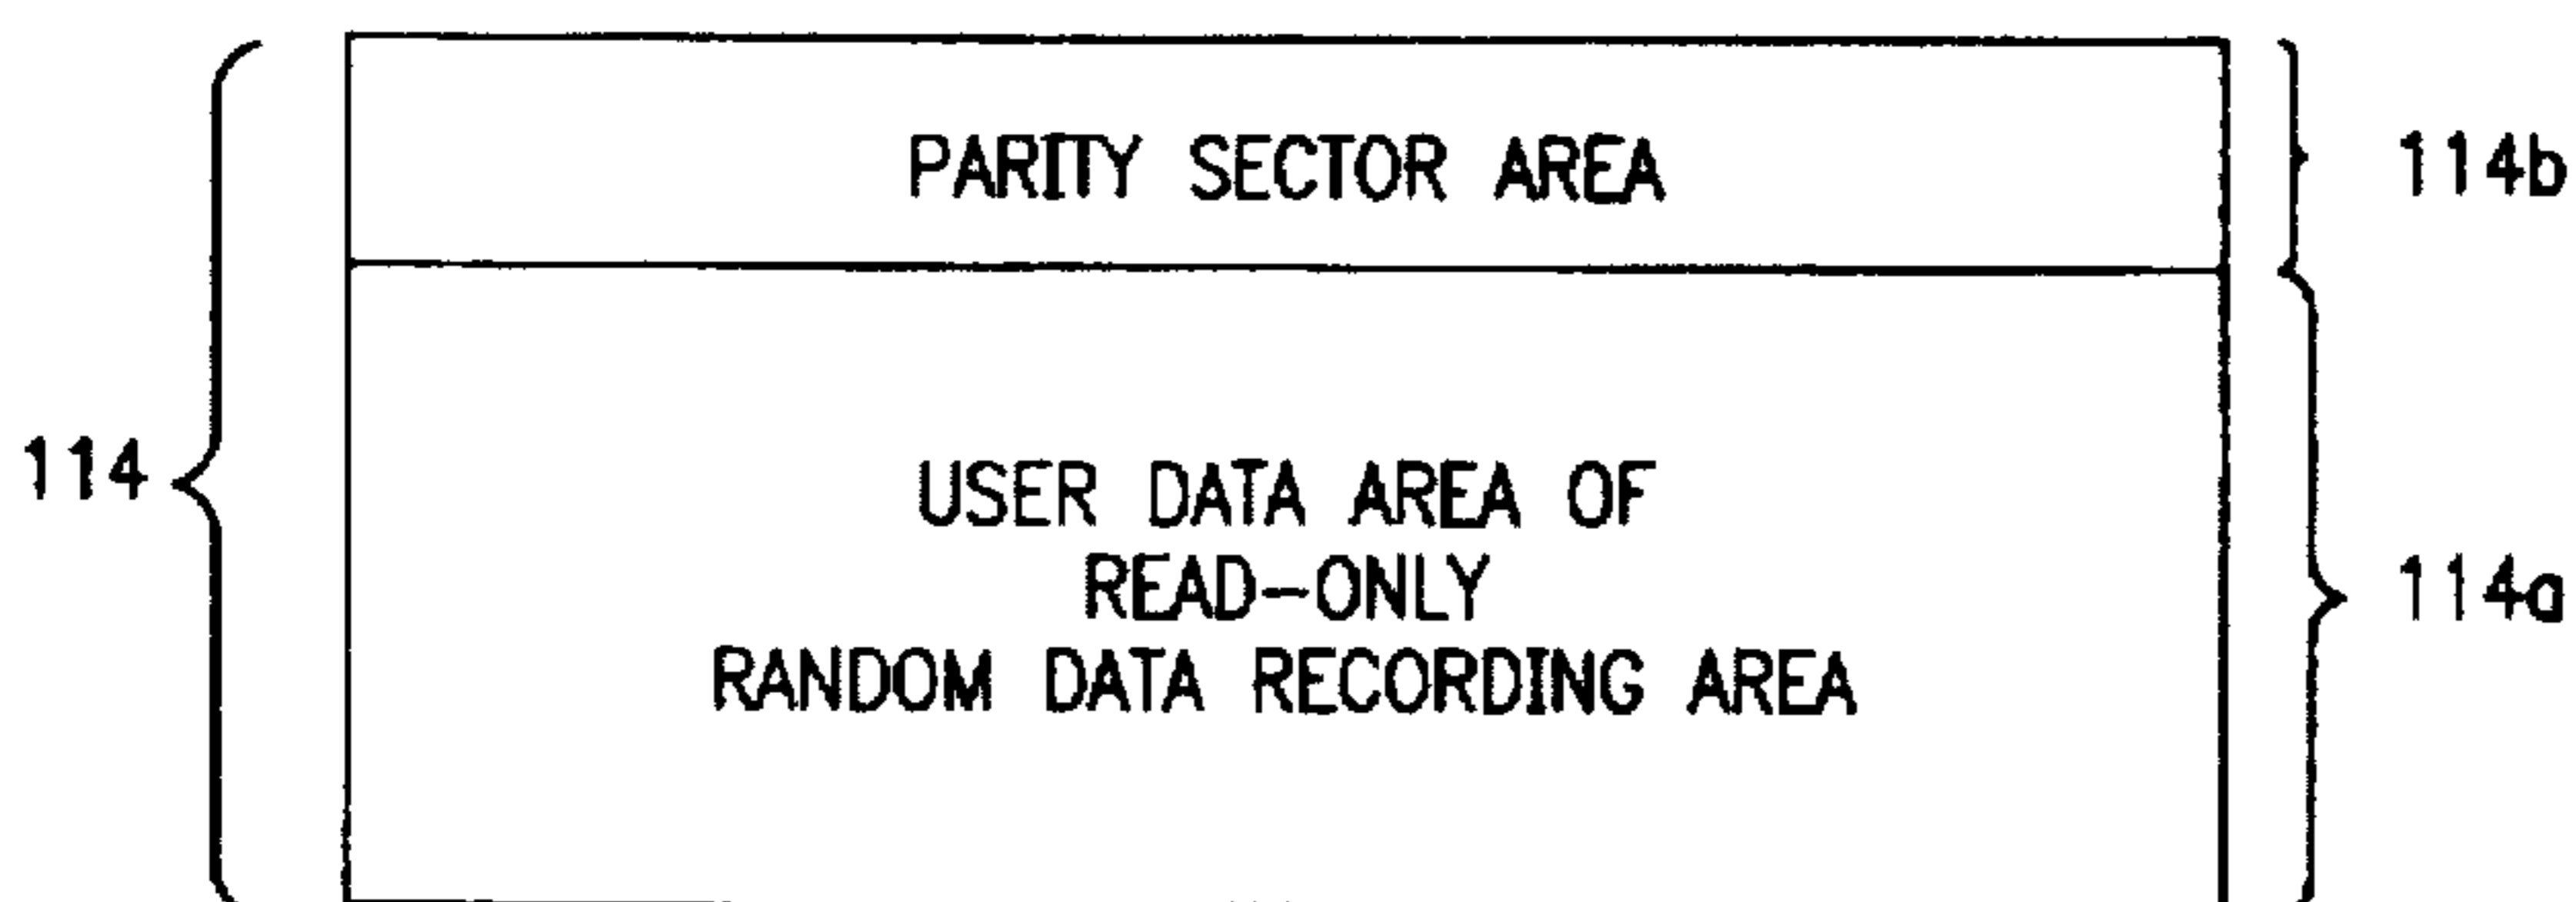 PARITY SECTOR AREA
114b
114
USER DATA AREA OF
READ-ONLY
114a
RANDOM DATA RECORDING AREA